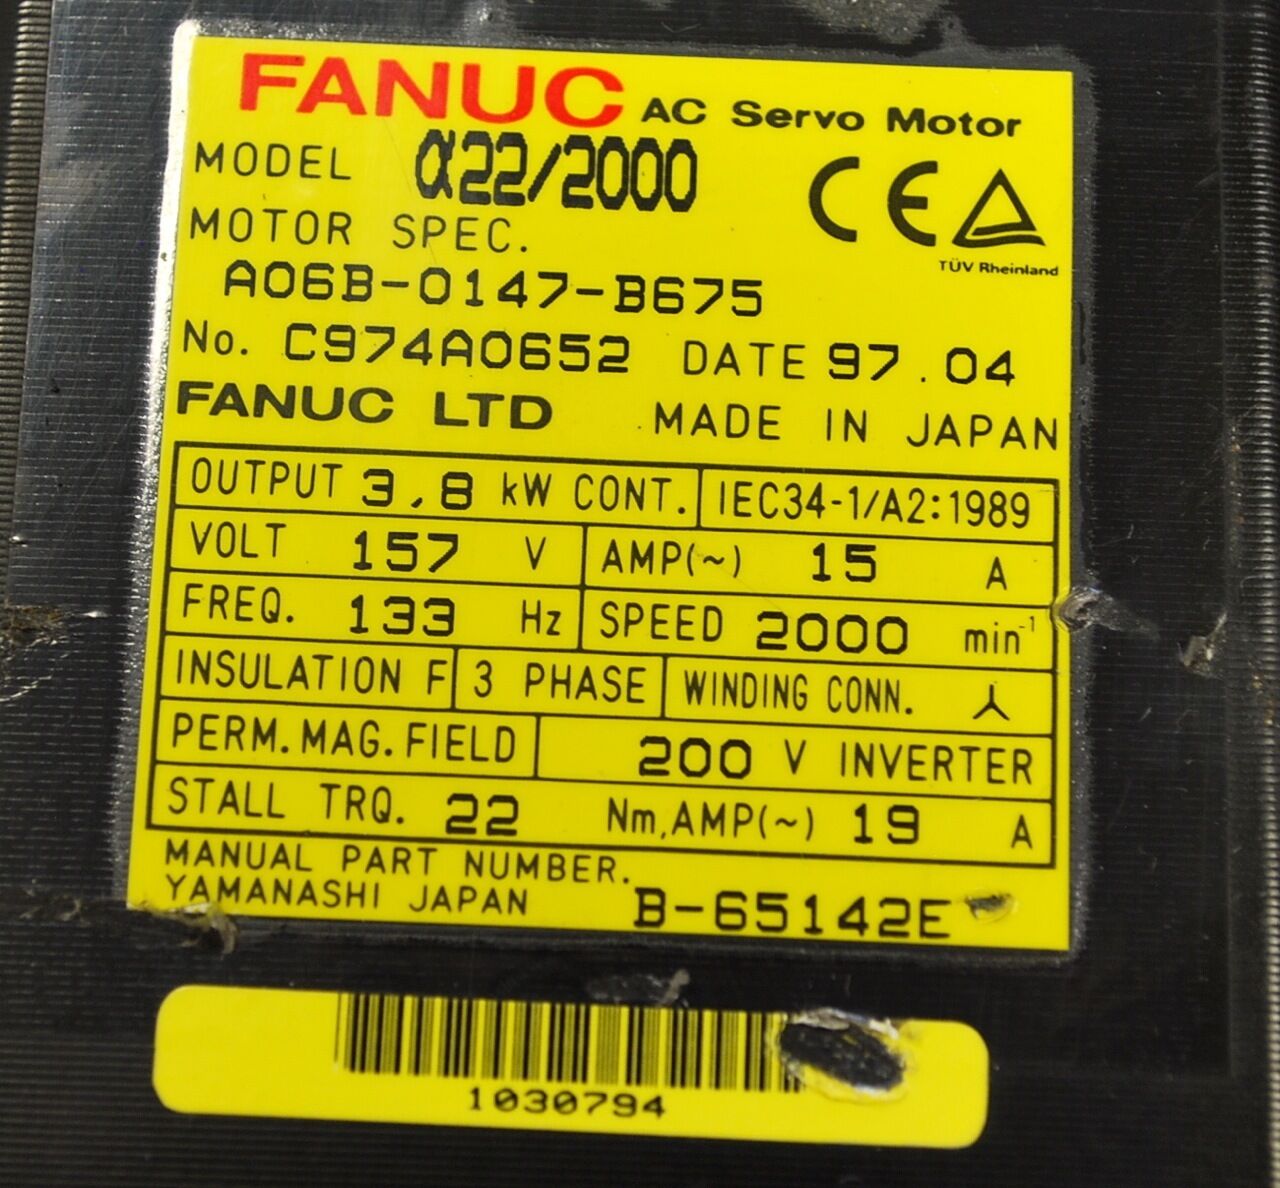 FANUC AC Servo Motor
MODEL α22/2000
CE
TÜV Rheinland
MOTOR SPEC.
A06B-0147-B675
No. C974A0652 DATE 97.04
FANUC LTD MADE IN JAPAN
OUTPUT 3.8 kW CONT. IEC34-1/A2:1989
VOLT 157 V AMP(~) 15 A
FREQ. 133 Hz SPEED 2000 min⁻¹
INSULATION F 3 PHASE WINDING CONN.
PERM.MAG.FIELD 200 V INVERTER
STALL TRQ. 22 Nm,AMP(~) 19 A
MANUAL PART NUMBER.
YAMANASHI JAPAN B-65142E
1030794